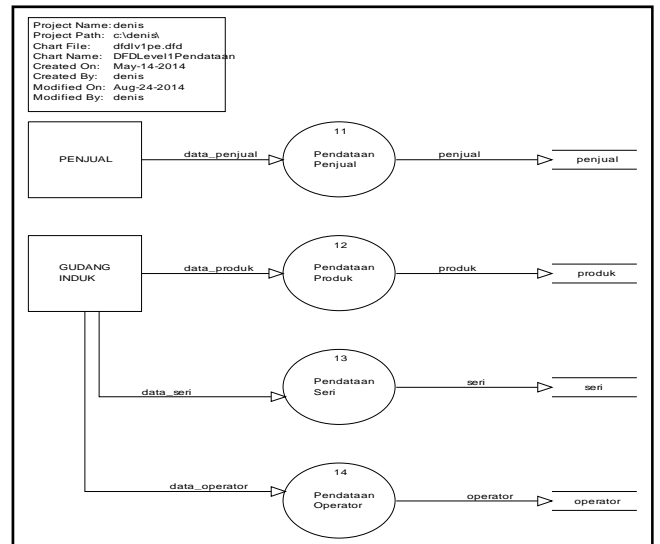 Project Name: denis
Project Path: c:\denis\
Chart File: dfdlv1pe.dfd
Chart Name: DFDLevel1Pendataan
Created On: May-14-2014
Created By: denis
Modified On: Aug-24-2014
Modified By: denis
PENJUAL
data_penjual
11
Pendataan
Penjual
penjual
penjual
GUDANG
INDUK
data_produk
12
Pendataan
Produk
produk
produk
data_seri
13
Pendataan
Seri
seri
seri
data_operator
14
Pendataan
Operator
operator
operator